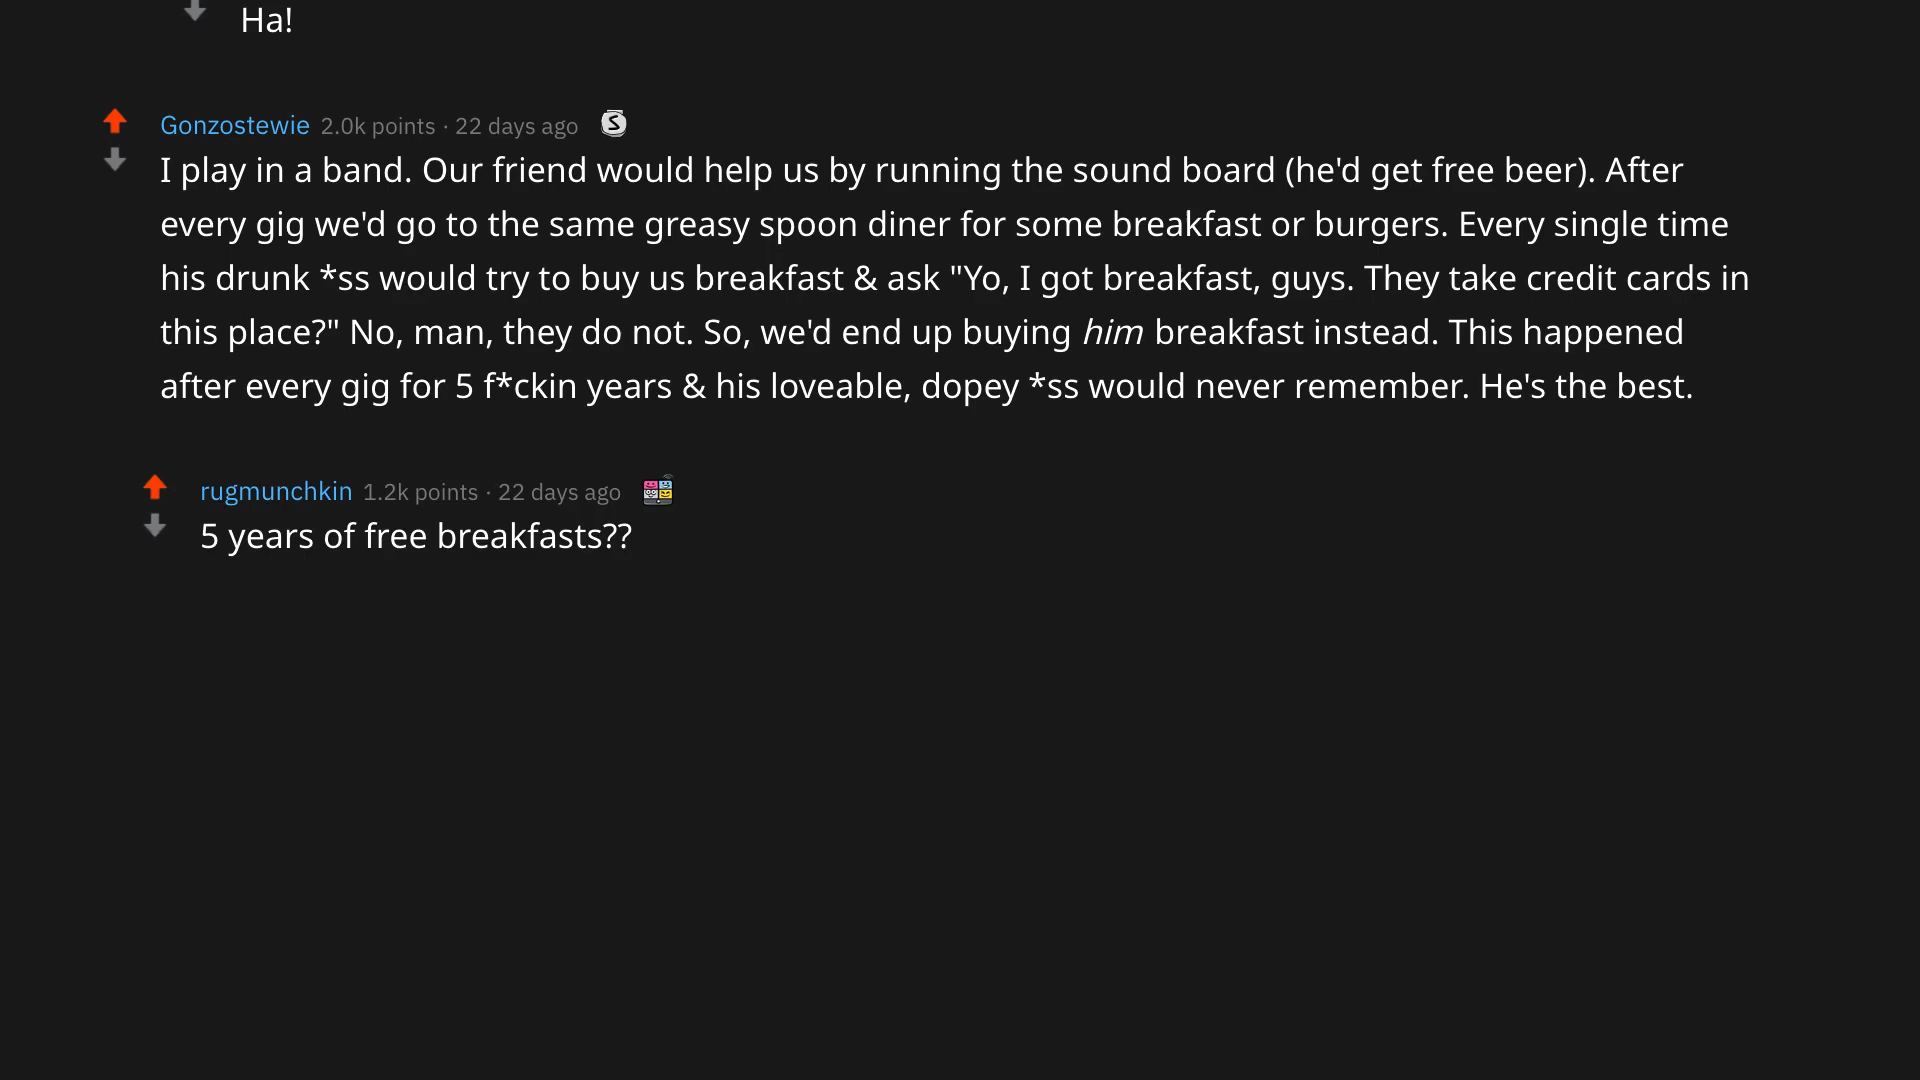 Ha!
Gonzostewie 2.0k points · 22 days ago
I play in a band. Our friend would help us by running the sound board (he'd get free beer). After
every gig we'd go to the same greasy spoon diner for some breakfast or burgers. Every single time
his drunk *ss would try to buy us breakfast & ask "Yo, I got breakfast, guys. They take credit cards in
this place?" No, man, they do not. So, we'd end up buying him breakfast instead. This happened
after every gig for 5 f*ckin years & his loveable, dopey *ss would never remember. He's the best.
rugmunchkin 1.2k points · 22 days ago
5 years of free breakfasts??